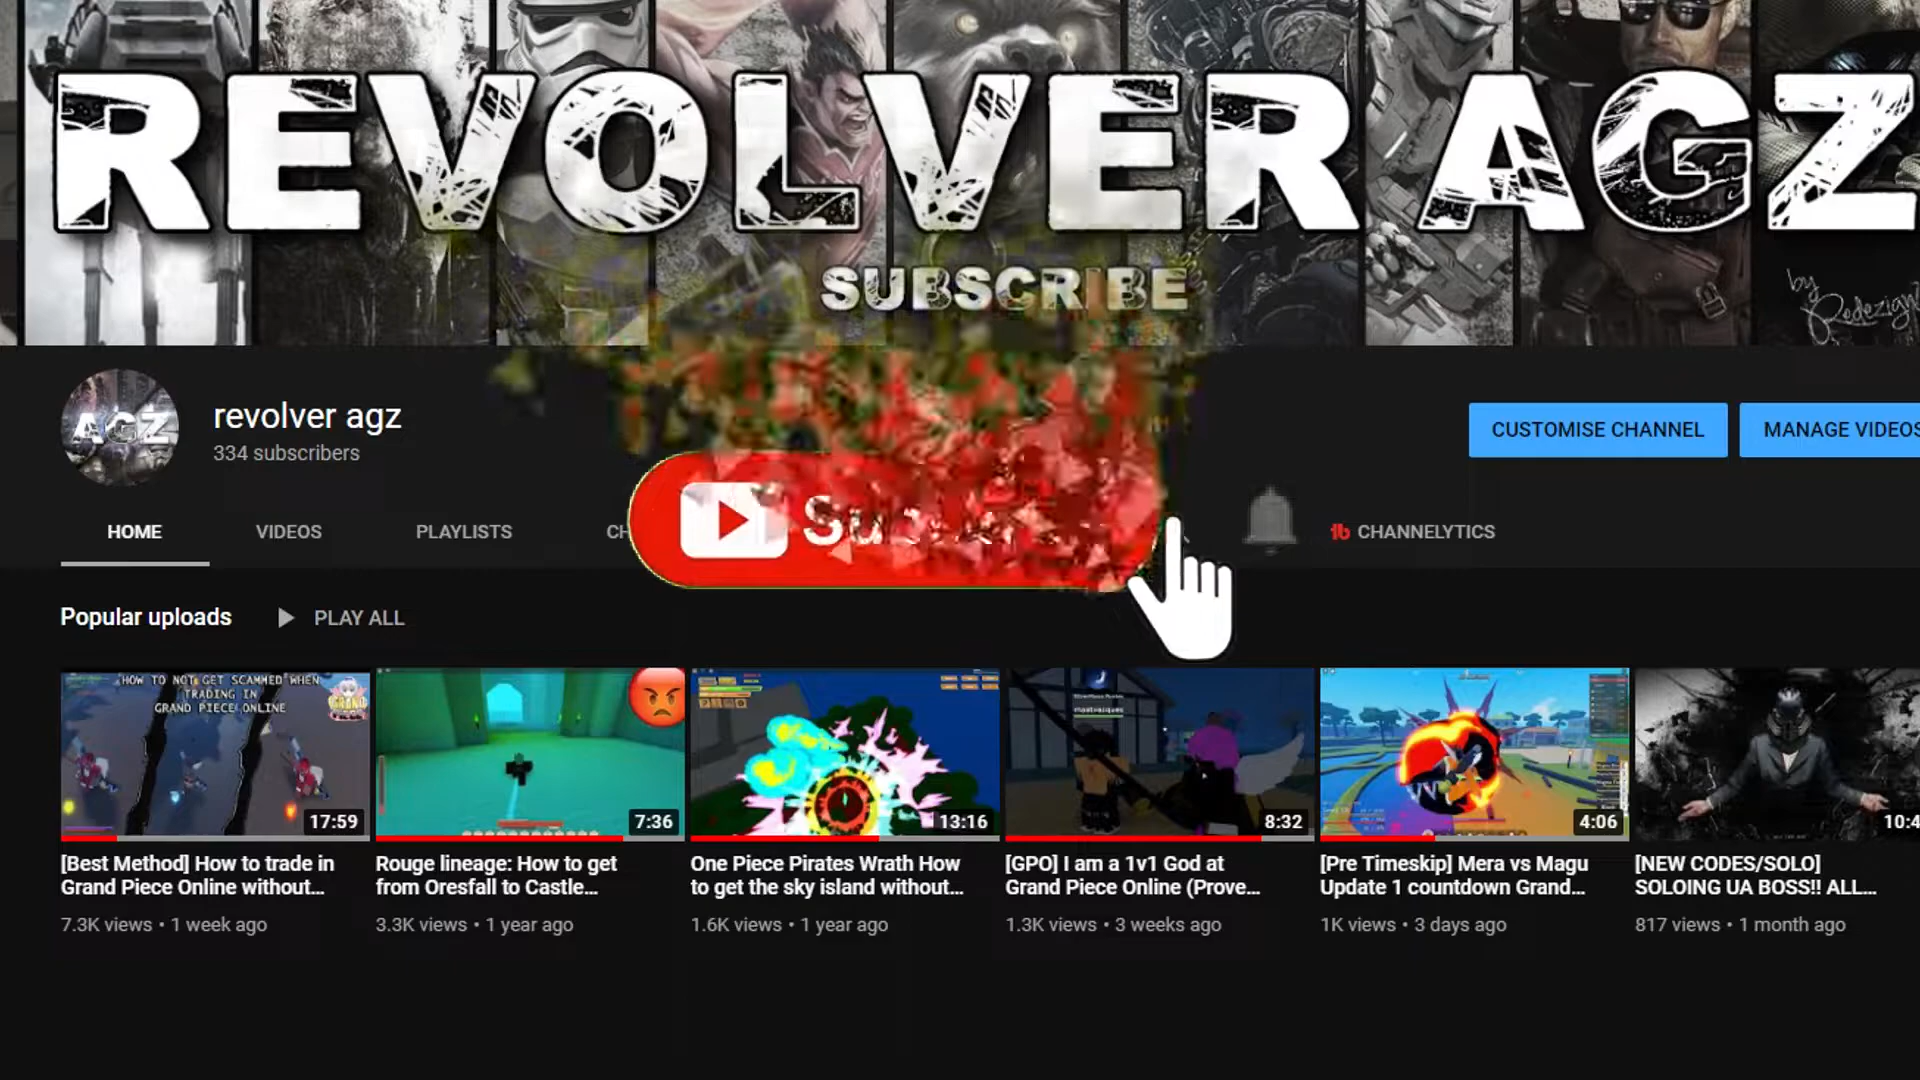 REVOLVER AGZ
SUBSCRIBE
by
Redezign
AGZ
revolver agz
334 subscribers
CUSTOMISE CHANNEL
MANAGE VIDEOS
HOME
VIDEOS
PLAYLISTS
CH
CHANNELYTICS
Popular uploads
PLAY ALL
HOW TO NOT GET SCAMMED WHEN
TRADING IN
GRAND PIECE ONLINE
17:59
7:36
13:16
8:32
4:06
10:4
[Best Method] How to trade in
Grand Piece Online without...
7.3K views • 1 week ago
Rouge lineage: How to get
from Oresfall to Castle...
3.3K views • 1 year ago
One Piece Pirates Wrath How
to get the sky island without...
1.6K views • 1 year ago
[GPO] I am a 1v1 God at
Grand Piece Online (Prove...
1.3K views • 3 weeks ago
[Pre Timeskip] Mera vs Magu
Update 1 countdown Grand...
1K views • 3 days ago
[NEW CODES/SOLO]
SOLOING UA BOSS!! ALL...
817 views • 1 month ago